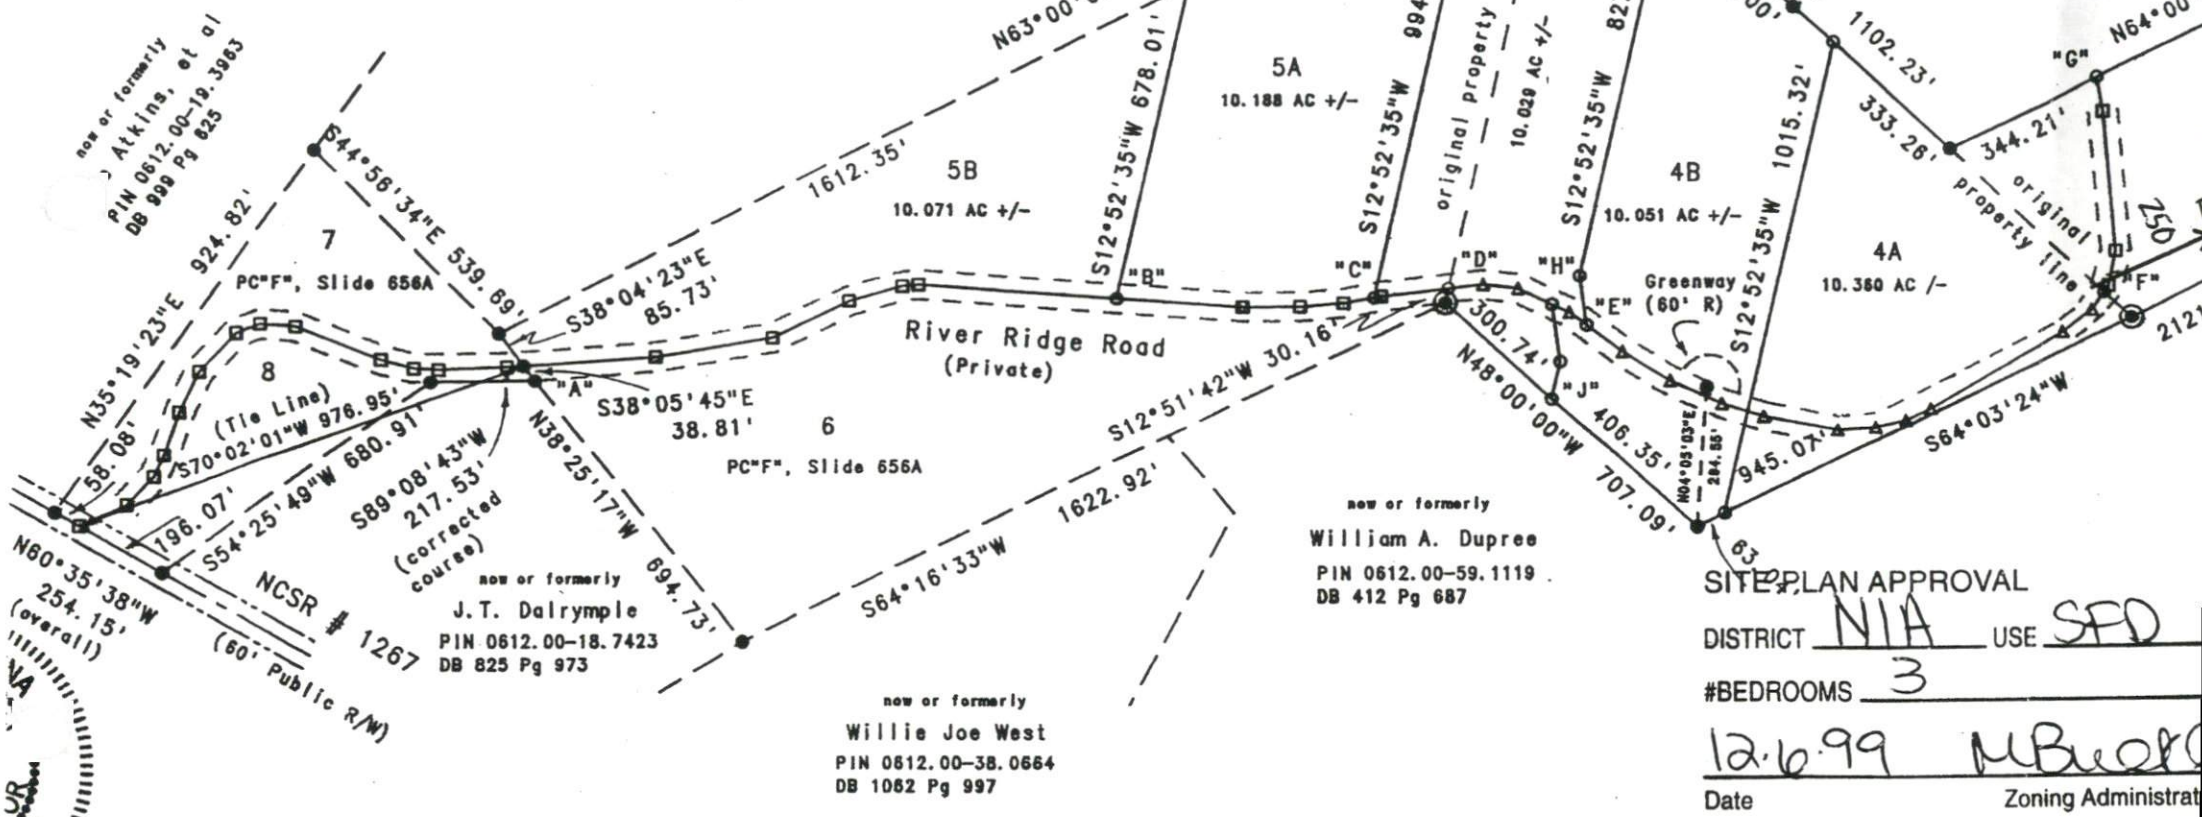 now or formerly
Atkins, et al
PIN 0612.00-19.3963
DB 999 Pg 825
N35°19'23"E 924.82'
S44°56'34"E 539.69'
7
PC"F", Slide 656A
8
(Tie Line)
S70°02'01"W 976.95'
58.08'
196.07'
S54°25'49"W 680.91'
N60°35'38"W
254.15'
(overall)
NCSR # 1267
(60' Public R/W)
S89°08'43"W
217.53'
(corrected
course)
now or formerly
J.T. Dalrymple
PIN 0612.00-18.7423
DB 825 Pg 973
N38°25'17"W 694.73'
"A"
S38°04'23"E
85.73'
S38°05'45"E
38.81'
N63°00'
1612.35'
5B
10.071 AC +/-
S12°52'35"W 678.01'
"B"
River Ridge Road
(Private)
6
PC"F", Slide 656A
S64°16'33"W 1622.92'
S12°51'42"W 30.16'
now or formerly
Willie Joe West
PIN 0612.00-38.0664
DB 1062 Pg 997
5A
10.188 AC +/-
S12°52'35"W 994
"C"
original property
"D"
10.029 AC +/-
S12°52'35"W 82
"H"
"E"
"J"
300.74'
406.35'
N48°00'00"W 707.09'
now or formerly
William A. Dupree
PIN 0612.00-59.1119
DB 412 Pg 687
4B
10.051 AC +/-
Greenway
(60' R)
S12°52'35"W 1015.32'
N04°05'03"E
284.55'
945.07'
S64°03'24"W
63
4A
10.360 AC /-
00'
1102.23'
333.26'
344.21'
"G"
N64°00'
original
property line
250
"F"
2121
SITE PLAN APPROVAL
DISTRICT N/A USE SFD
#BEDROOMS 3
12.6.99
Date Zoning Administrat